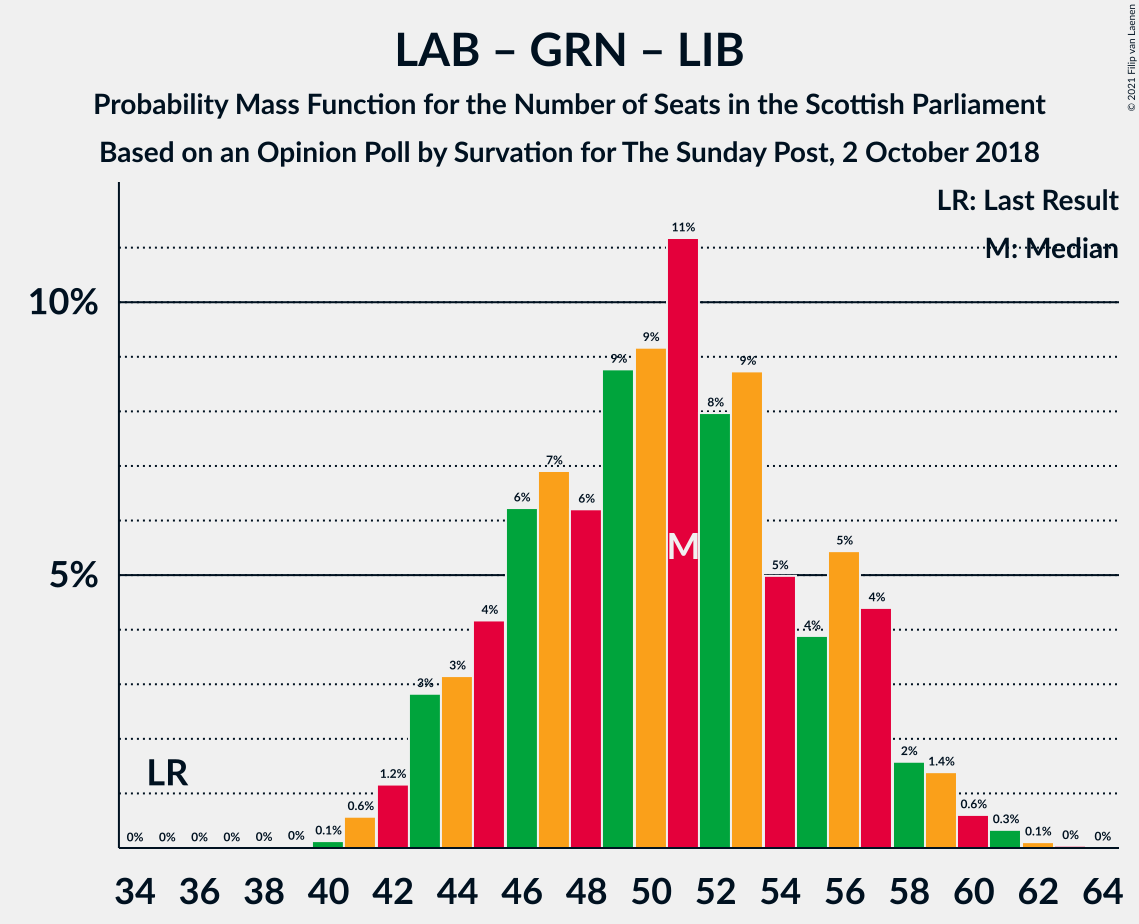 LAB – GRN – LIB
Probability Mass Function for the Number of Seats in the Scottish Parliament
Based on an Opinion Poll by Survation for The Sunday Post, 2 October 2018
© 2021 Filip van Laenen
LR: Last Result
M: Median
10%
5%
0% 0% 0% 0% 0% 0% 0.1% 0.6% 1.2% 3% 3% 4% 6% 7% 6% 9% 9% 11% 8% 9% 5% 4% 5% 4% 2% 1.4% 0.6% 0.3% 0.1% 0% 0%
M
LR
34 36 38 40 42 44 46 48 50 52 54 56 58 60 62 64